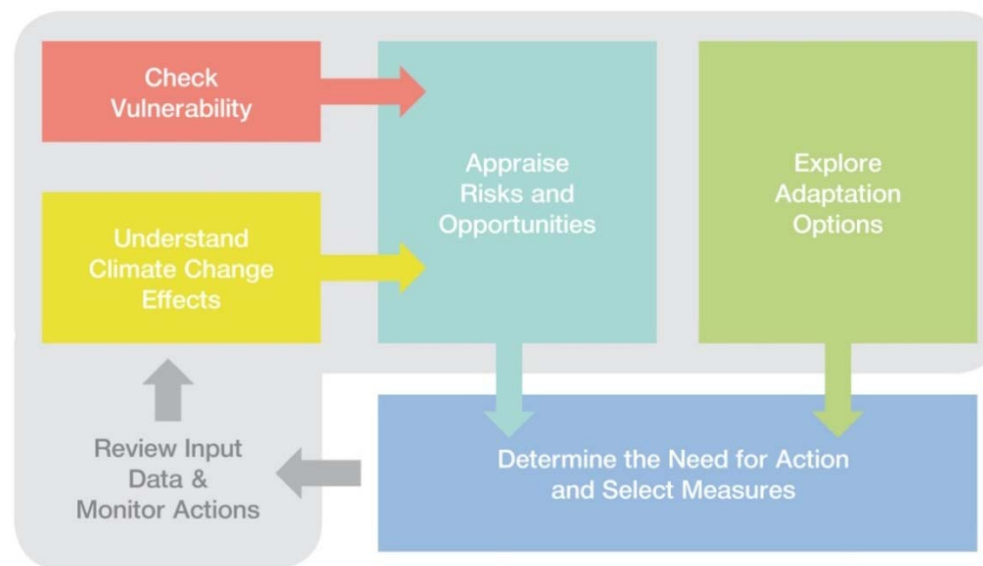 Check
Vulnerability
Appraise
Risks and
Opportunities
Explore
Adaptation
Options
Understand
Climate Change
Effects
Review Input
Data &
Monitor Actions
Determine the Need for Action
and Select Measures